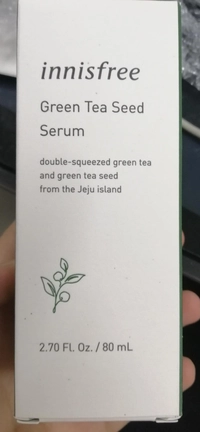 innisfree
Green Tea Seed
Serum
double-squeezed green tea
and green tea seed
from the Jeju island
2.70 Fl. Oz. / 80 mL